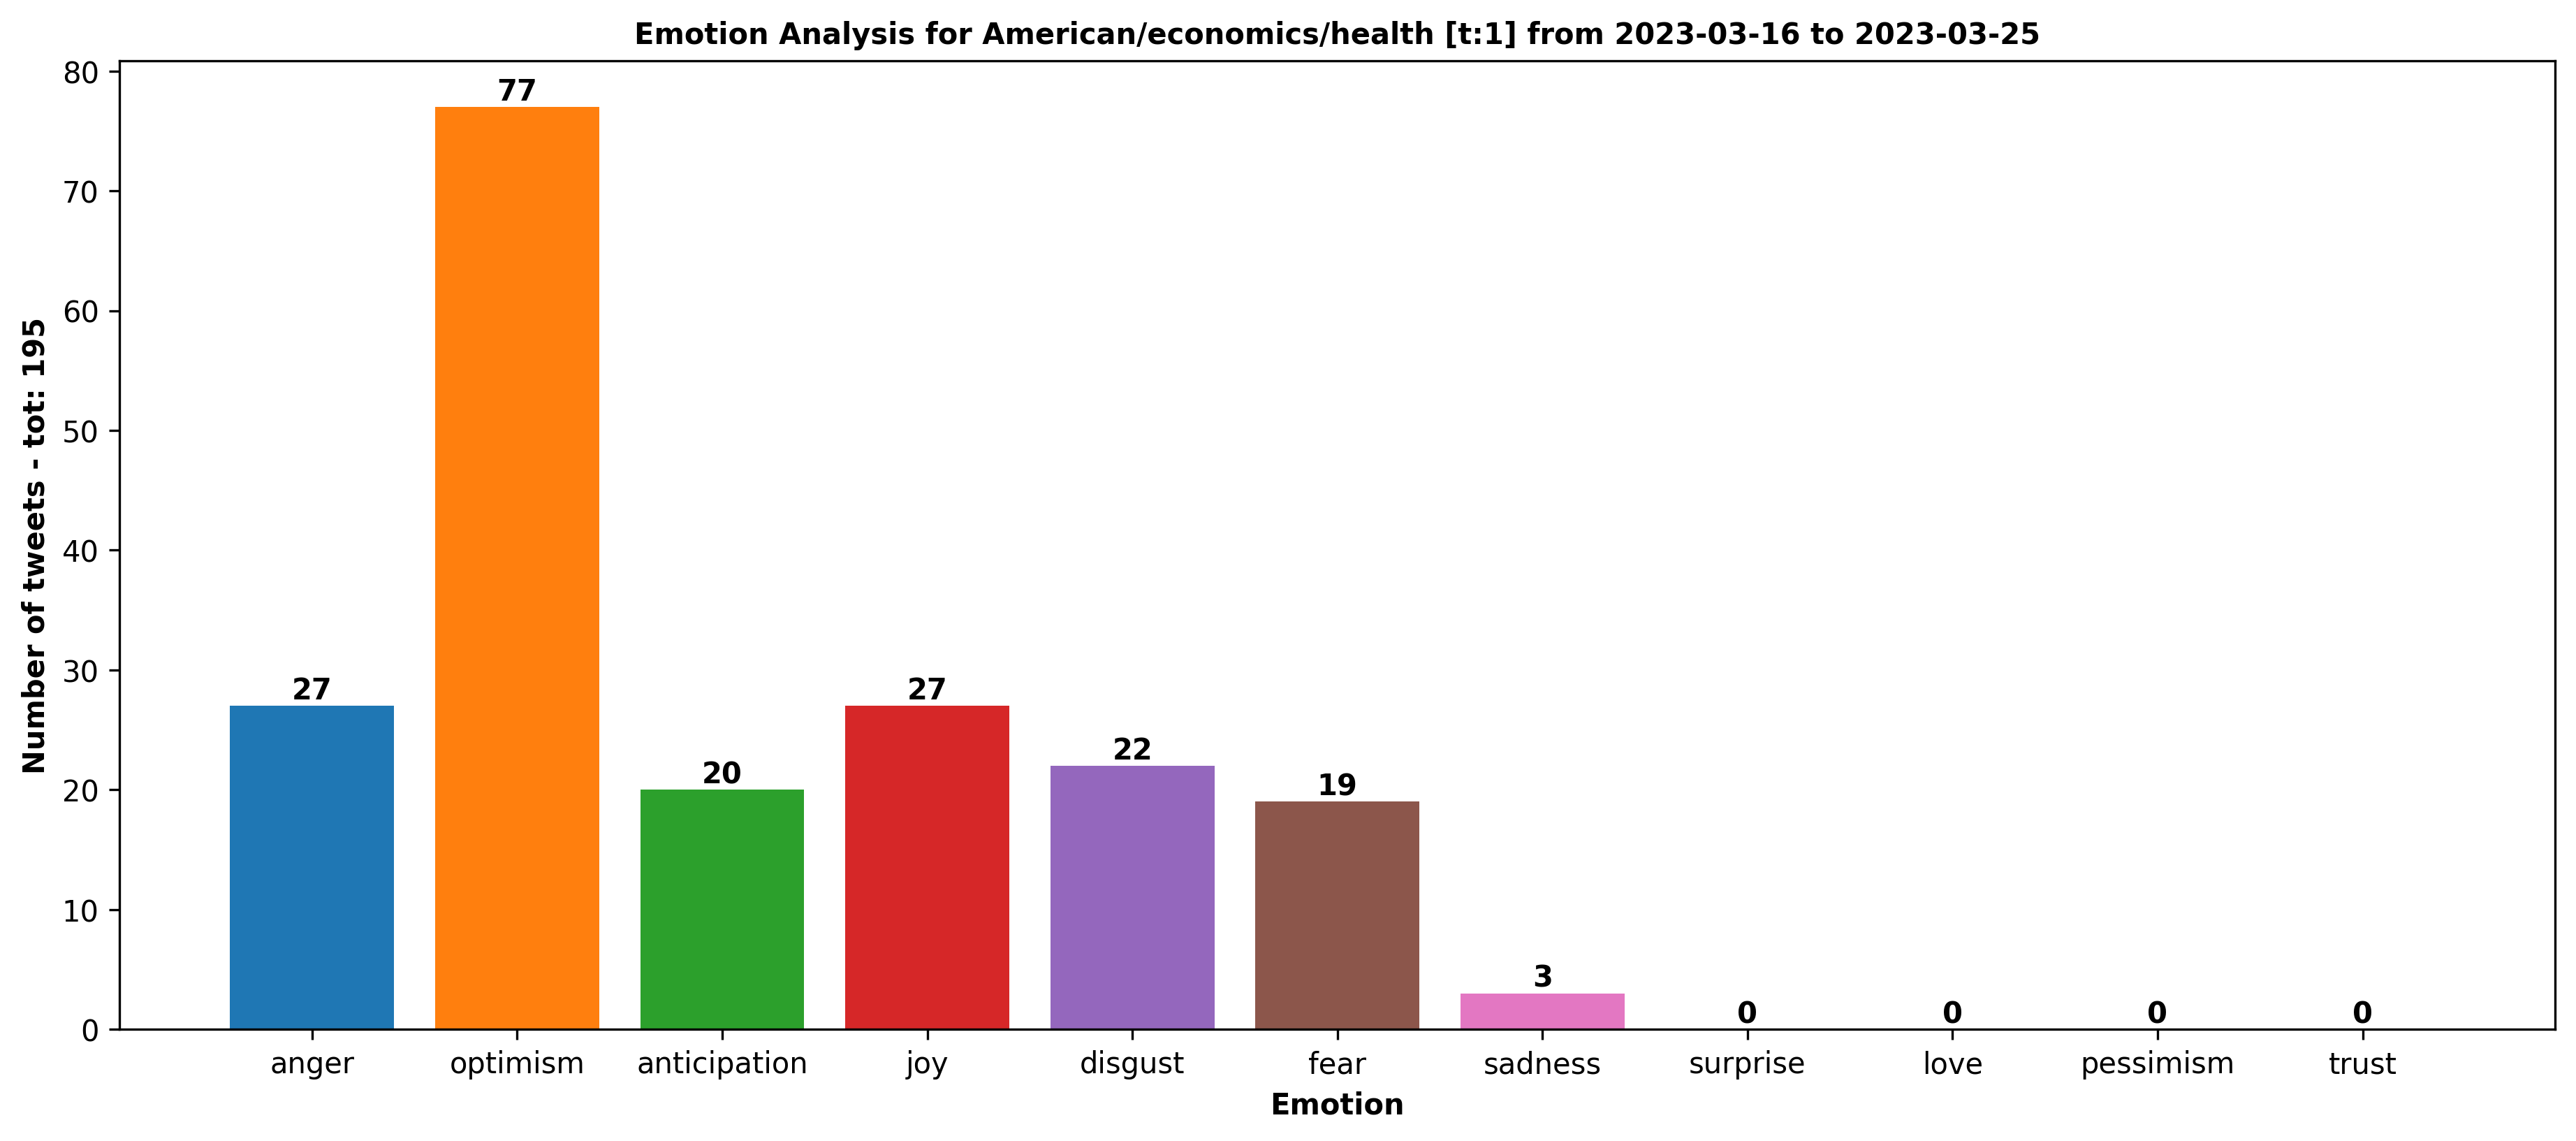 Emotion Analysis for American/economics/health [t:1] from 2023-03-16 to 2023-03-25
Number of tweets - tot: 195
80
70
60
50
40
30
20
10
0
27
77
20
27
22
19
3
0
0
0
0
anger
optimism
anticipation
joy
disgust
fear
sadness
surprise
love
pessimism
trust
Emotion